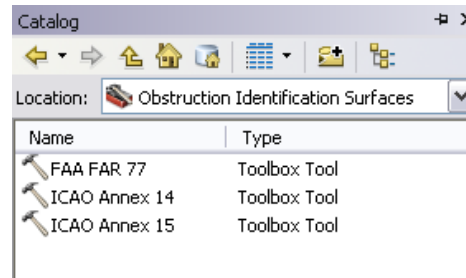 Catalog
Location: Obstruction Identification Surfaces
Name Type
FAA FAR 77 Toolbox Tool
ICAO Annex 14 Toolbox Tool
ICAO Annex 15 Toolbox Tool